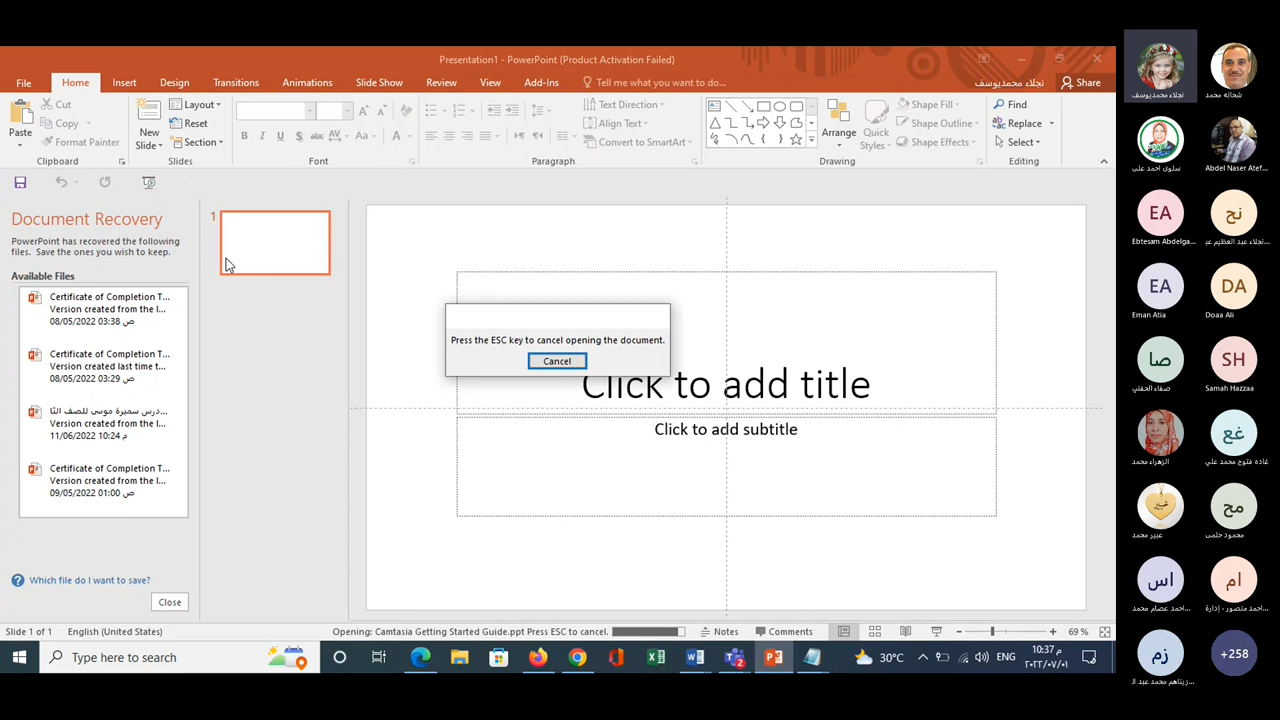 Presentation1 - PowerPoint (Product Activation Failed)
File
Home
Insert
Design
Transitions
Animations
Slide Show
Review
View
Add-Ins
Tell me what you want to do...
نجلاء محمديوسف
Share
Paste
Cut
Copy
Format Painter
Clipboard
New
Slide
Layout
Reset
Section
Slides
Font
Text Direction
Align Text
Convert to SmartArt
Paragraph
Arrange
Quick
Styles
Shape Fill
Shape Outline
Shape Effects
Drawing
Find
Replace
Select
Editing
Document Recovery
PowerPoint has recovered the following
files. Save the ones you wish to keep.
Available Files
Certificate of Completion T...
Version created from the l...
08/05/2022 03:38 ص
Certificate of Completion T...
Version created last time t...
08/05/2022 03:29 ص
درس سميرة موسى للصف الثا...
Version created from the l...
11/06/2022 10:24 م
Certificate of Completion T...
Version created from the l...
09/05/2022 01:00 ص
Which file do I want to save?
Close
1
Press the ESC key to cancel opening the document.
Cancel
Click to add title
Click to add subtitle
Slide 1 of 1
English (United States)
Opening: Camtasia Getting Started Guide.ppt Press ESC to cancel.
Notes
Comments
69 %
Type here to search
30°C
ENG
10:37 م
٢٠٢٢/٠٧/٠١
نجلاء محمديوسف
شحاته محمد
سلوى احمد على
Abdel Naser Atef...
EA
Ebtesam Abdelga...
نح
نجلاء عبد العظيم عبـ...
EA
Eman Atia
DA
Doaa Ali
صا
صفاء الحفني
SH
Samah Hazzaa
الزهراء محمد
غع
غاده فتوح محمد علي
عبير محمد
مح
محمود حلمى
اس
احمد عصام محمد...
ام
احمد منصور - إدارة...
زم
ريتاهم محمد عبد ال...
+258